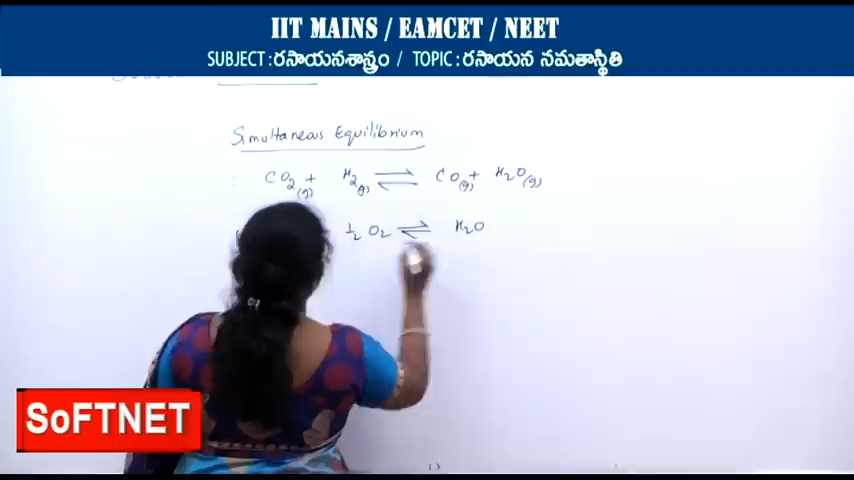 IIT MAINS / EAMCET / NEET
SUBJECT : రసాయనశాస్త్రం / TOPIC : రసాయన సమతాస్థితి
Simultaneous Equilibrium
CO₂(g) + H₂(g) ⇌ CO(g) + H₂O(g)
½ O₂ ⇌ H₂O
SoFTNET